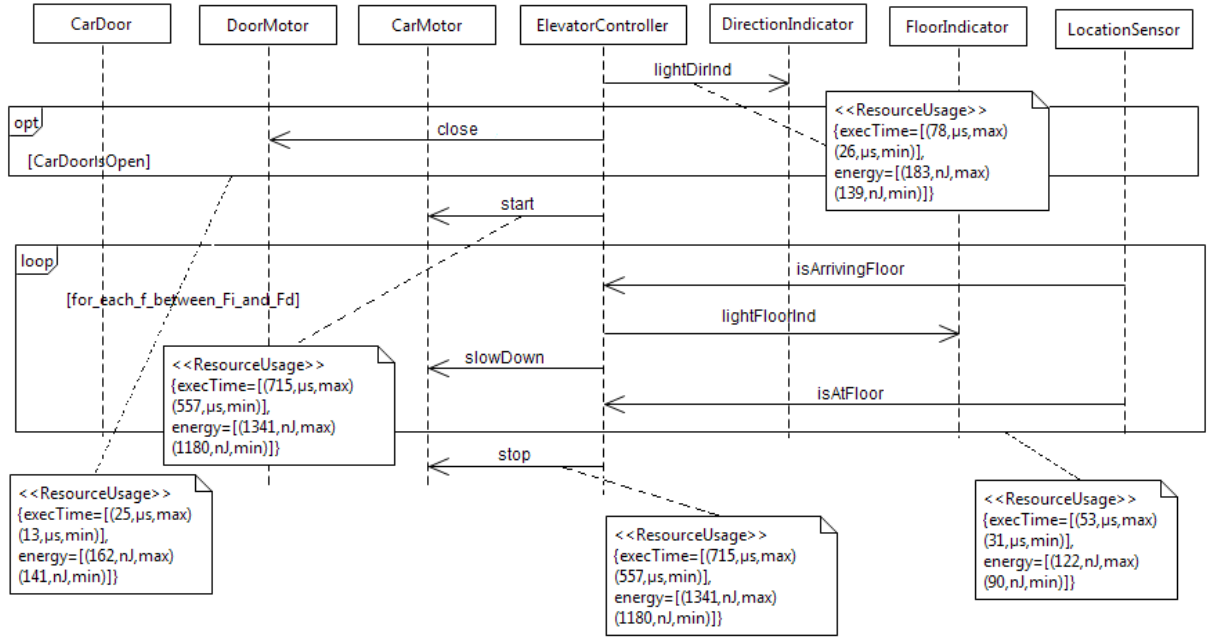 CarDoor
DoorMotor
CarMotor
ElevatorController
DirectionIndicator
FloorIndicator
LocationSensor
lightDirInd
<<ResourceUsage>>
{execTime=[(78,µs,max)
(26,µs,min)],
energy=[(183,nJ,max)
(139,nJ,min)]}
opt
close
[CarDoorIsOpen]
start
loop
isArrivingFloor
[for_each_f_between_Fi_and_Fd]
lightFloorInd
slowDown
<<ResourceUsage>>
{execTime=[(715,µs,max)
(557,µs,min)],
energy=[(1341,nJ,max)
(1180,nJ,min)]}
isAtFloor
stop
<<ResourceUsage>>
{execTime=[(25,µs,max)
(13,µs,min)],
energy=[(162,nJ,max)
(141,nJ,min)]}
<<ResourceUsage>>
{execTime=[(715,µs,max)
(557,µs,min)],
energy=[(1341,nJ,max)
(1180,nJ,min)]}
<<ResourceUsage>>
{execTime=[(53,µs,max)
(31,µs,min)],
energy=[(122,nJ,max)
(90,nJ,min)]}